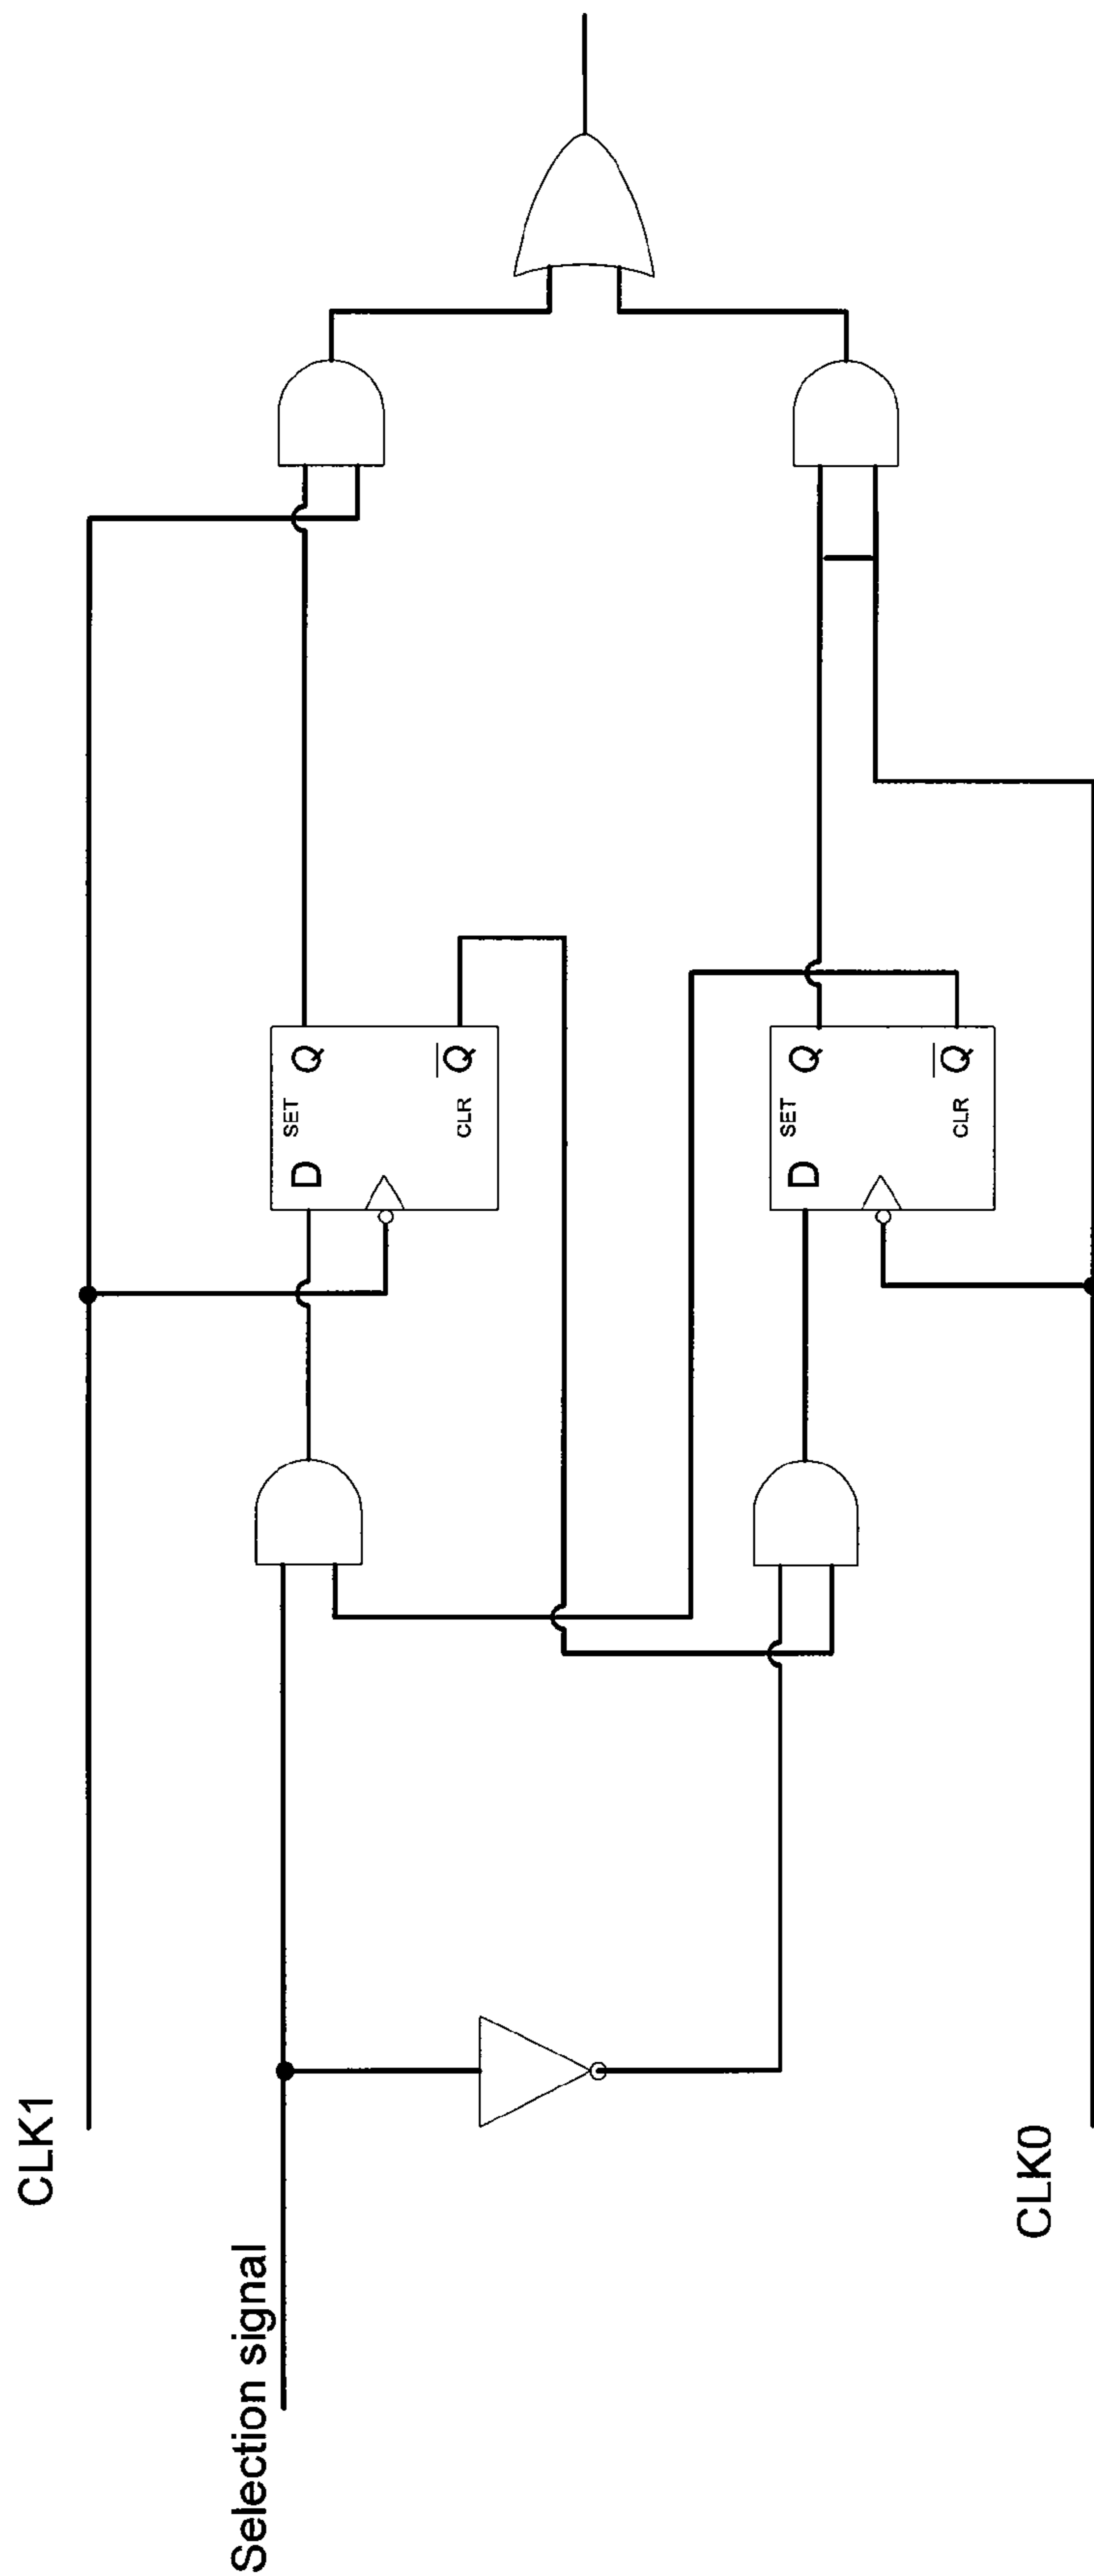 CLK1
Selection signal
D
SET
Q
CLR
Q
D
SET
Q
CLR
Q
CLK0